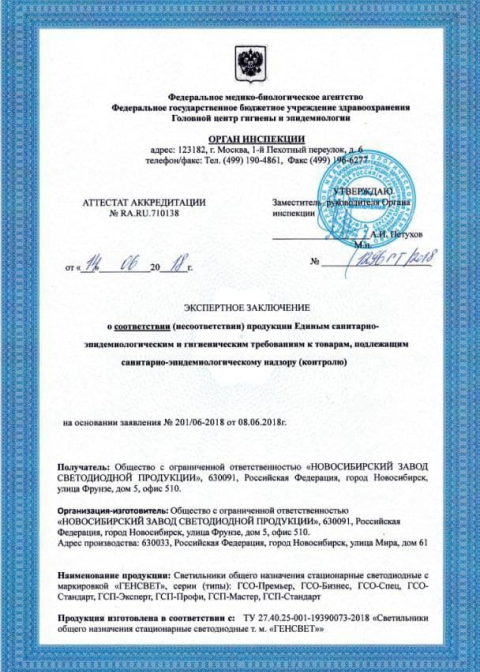 Федеральное медико-биологическое агентство
Федеральное государственное бюджетное учреждение здравоохранения
Головной центр гигиены и эпидемиологии
ОРГАН ИНСПЕКЦИИ
адрес: 123182, г. Москва, 1-й Пехотный переулок, д. 6
телефон/факс: Тел. (499) 190-4861, Факс (499) 196-6277
УТВЕРЖДАЮ
АТТЕСТАТ АККРЕДИТАЦИИ
№ RA.RU.710138
Заместитель руководителя Органа
инспекции
А.И. Петухов
М.п.
от « 14 » 06 20 18 г.
№ 1296 ГТ/2018
ЭКСПЕРТНОЕ ЗАКЛЮЧЕНИЕ
о соответствии (несоответствии) продукции Единым санитарно-
эпидемиологическим и гигиеническим требованиям к товарам, подлежащим
санитарно-эпидемиологическому надзору (контролю)
на основании заявления № 201/06-2018 от 08.06.2018г.
Получатель: Общество с ограниченной ответственностью «НОВОСИБИРСКИЙ ЗАВОД
СВЕТОДИОДНОЙ ПРОДУКЦИИ», 630091, Российская Федерация, город Новосибирск,
улица Фрунзе, дом 5, офис 510.
Организация-изготовитель: Общество с ограниченной ответственностью
«НОВОСИБИРСКИЙ ЗАВОД СВЕТОДИОДНОЙ ПРОДУКЦИИ», 630091, Российская
Федерация, город Новосибирск, улица Фрунзе, дом 5, офис 510.
Адрес производства: 630033, Российская Федерация, город Новосибирск, улица Мира, дом 61
Наименование продукции: Светильники общего назначения стационарные светодиодные с
маркировкой «ГЕНСВЕТ», серии (типы): ГСО-Премьер, ГСО-Бизнес, ГСО-Спец, ГСО-
Стандарт, ГСП-Эксперт, ГСП-Профи, ГСП-Мастер, ГСП-Стандарт
Продукция изготовлена в соответствии с: ТУ 27.40.25-001-19390073-2018 «Светильники
общего назначения стационарные светодиодные т. м. «ГЕНСВЕТ»»